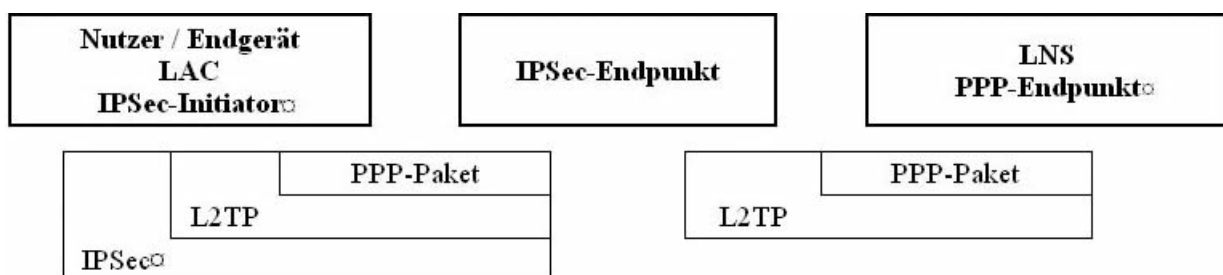 Nutzer / Endgerät
LAC
IPSec-Initiator¤
IPSec-Endpunkt
LNS
PPP-Endpunkt¤
PPP-Paket
L2TP
IPSec¤
PPP-Paket
L2TP